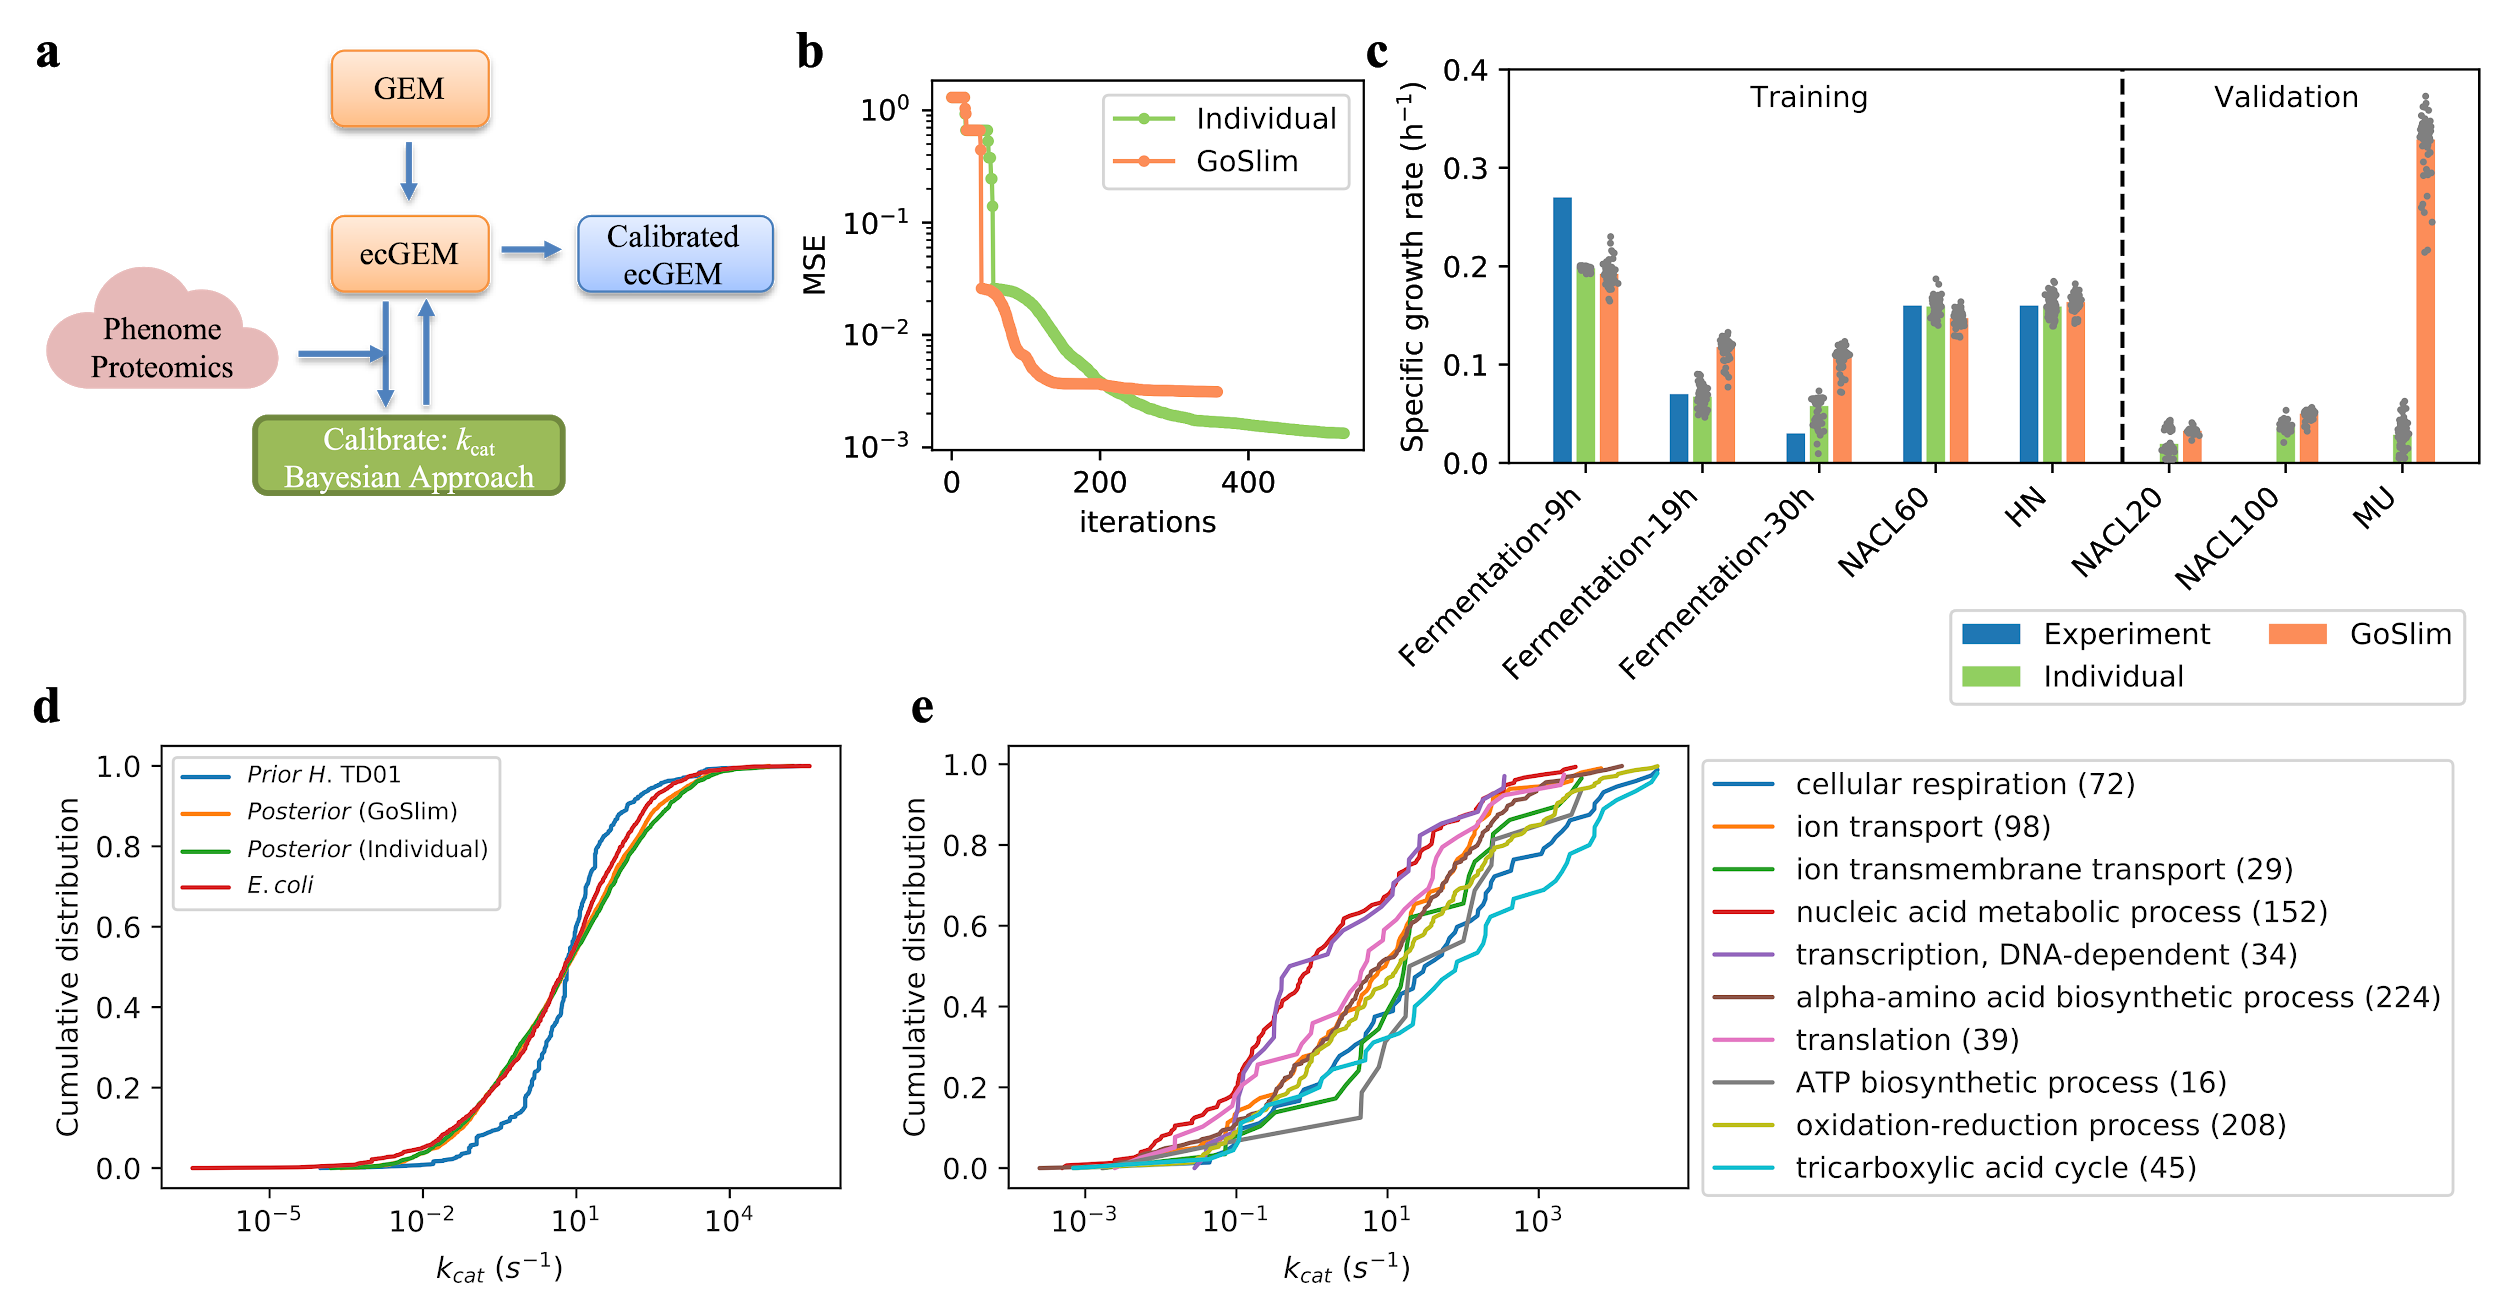 a
GEM
ecGEM
Calibrated
ecGEM
Phenome
Proteomics
Calibrate: kcat
Bayesian Approach
b
MSE
10⁰
10⁻¹
10⁻²
10⁻³
0
200
400
iterations
Individual
GoSlim
c
Specific growth rate (h⁻¹)
0.4
0.3
0.2
0.1
0.0
Training
Validation
Fermentation-9h
Fermentation-19h
Fermentation-30h
NACL60
HN
NACL20
NACL100
MU
Experiment
Individual
GoSlim
d
Cumulative distribution
1.0
0.8
0.6
0.4
0.2
0.0
Prior H. TD01
Posterior (GoSlim)
Posterior (Individual)
E. coli
10⁻⁵
10⁻²
10¹
10⁴
kcat (s⁻¹)
e
Cumulative distribution
1.0
0.8
0.6
0.4
0.2
0.0
10⁻³
10⁻¹
10¹
10³
kcat (s⁻¹)
cellular respiration (72)
ion transport (98)
ion transmembrane transport (29)
nucleic acid metabolic process (152)
transcription, DNA-dependent (34)
alpha-amino acid biosynthetic process (224)
translation (39)
ATP biosynthetic process (16)
oxidation-reduction process (208)
tricarboxylic acid cycle (45)